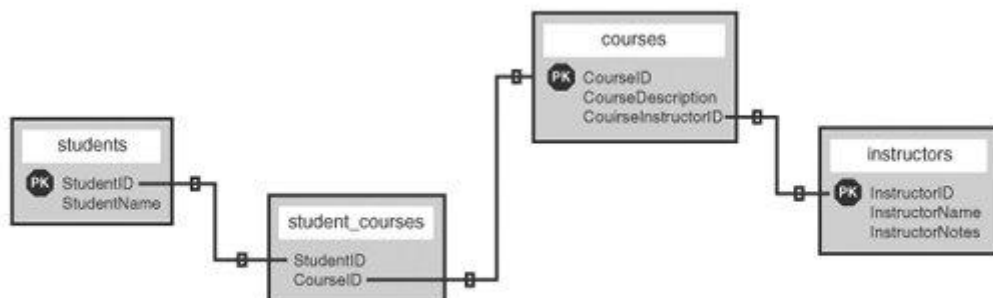 students
PK StudentID
StudentName
student_courses
StudentID
CourseID
courses
PK CourseID
CourseDescription
CouirseInstructorID
instructors
PK InstructorID
InstructorName
InstructorNotes